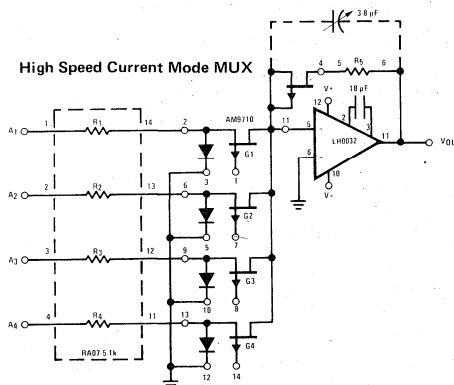 3-8 pF
High Speed Current Mode MUX
4 5 R5 6
V+
18 pF
AM9710
12 2 3
A1 1 R1 14 2 11 5 LH0032 11 VOU
G1
3 1 6
10
V-
A2 2 R2 13 6
G2
5 7
A3 3 R3 12 9
G3
10 8
A4 4 R4 11 13
G4
RA07-5.1k
12 14